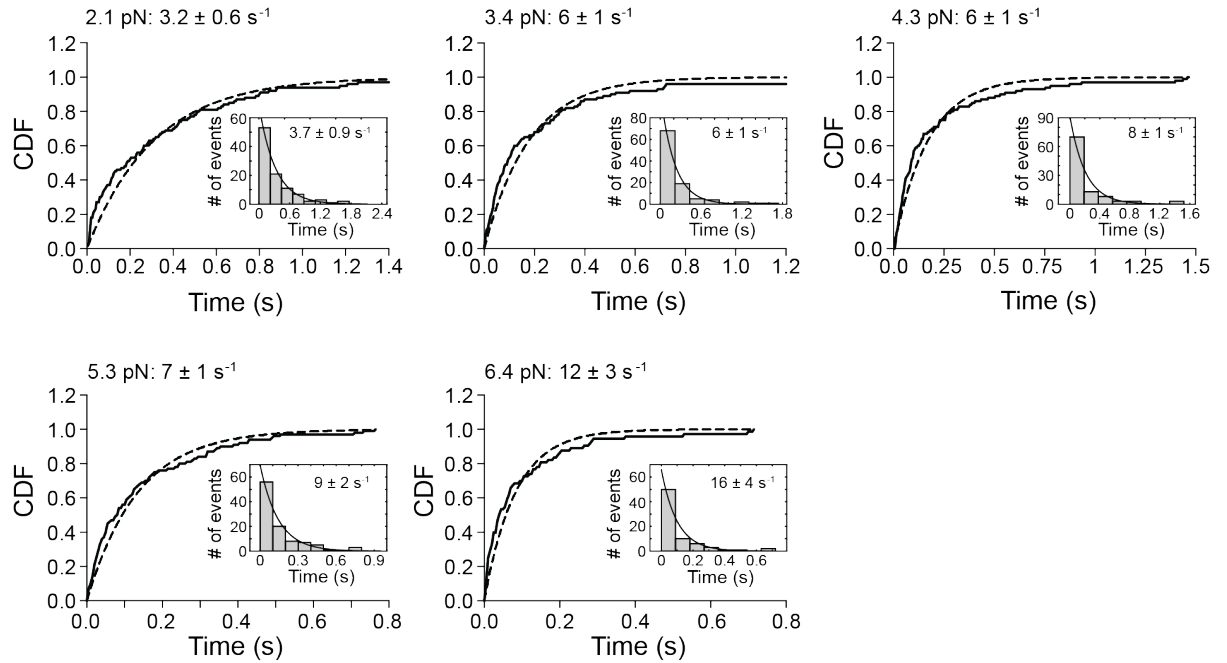 2.1 pN: 3.2 ± 0.6 s-1
CDF
1.2
1.0
0.8
0.6
0.4
0.2
0.0
0.0 0.2 0.4 0.6 0.8 1.0 1.2 1.4
Time (s)
3.7 ± 0.9 s-1
# of events
60
40
20
0
0 0.6 1.2 1.8 2.4
Time (s)
3.4 pN: 6 ± 1 s-1
CDF
1.2
1.0
0.8
0.6
0.4
0.2
0.0
0.0 0.2 0.4 0.6 0.8 1.0 1.2
Time (s)
6 ± 1 s-1
# of events
80
60
40
20
0
0 0.6 1.2 1.8
Time (s)
4.3 pN: 6 ± 1 s-1
CDF
1.2
1.0
0.8
0.6
0.4
0.2
0.0
0.0 0.25 0.5 0.75 1 1.25 1.5
Time (s)
8 ± 1 s-1
# of events
90
60
30
0
0 0.4 0.8 1.2 1.6
Time (s)
5.3 pN: 7 ± 1 s-1
CDF
1.2
1.0
0.8
0.6
0.4
0.2
0.0
0.0 0.2 0.4 0.6 0.8
Time (s)
9 ± 2 s-1
# of events
60
40
20
0
0 0.3 0.6 0.9
Time (s)
6.4 pN: 12 ± 3 s-1
CDF
1.2
1.0
0.8
0.6
0.4
0.2
0.0
0.0 0.2 0.4 0.6 0.8
Time (s)
16 ± 4 s-1
# of events
60
40
20
0
0 0.2 0.4 0.6
Time (s)